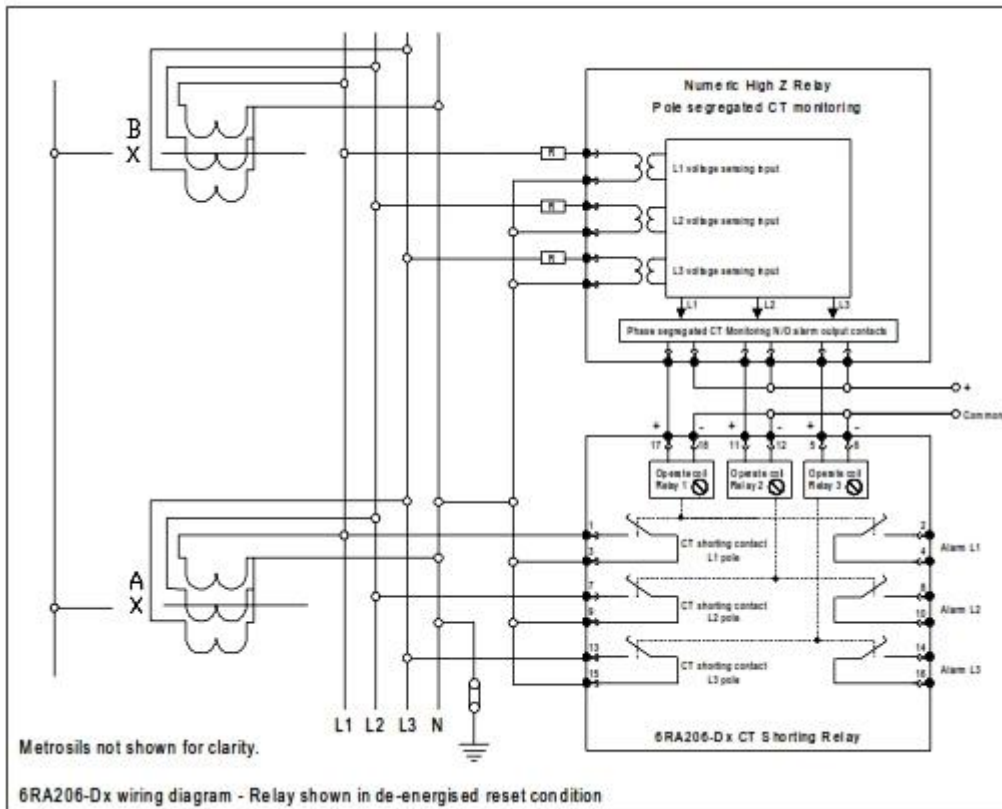 Numeric High Z Relay
Pole segregated CT monitoring
B
X
R
L1 voltage sensing input
R
L2 voltage sensing input
R
L3 voltage sensing input
L1 L2 L3
Phase segregated CT Monitoring N/O alarm output contacts
+
Common
+ - + - + -
17 18 11 12 5 6
Operate coil Operate coil Operate coil
Relay 1 Relay 2 Relay 3
1 2
CT shorting contact
L1 pole
3 4
Alarm L1
A
X
7 8
CT shorting contact
L2 pole
9 10
Alarm L2
13 14
CT shorting contact
L3 pole
15 16
Alarm L3
L1 L2 L3 N
6RA206-Dx CT Shorting Relay
Metrosils not shown for clarity.
6RA206-Dx wiring diagram - Relay shown in de-energised reset condition